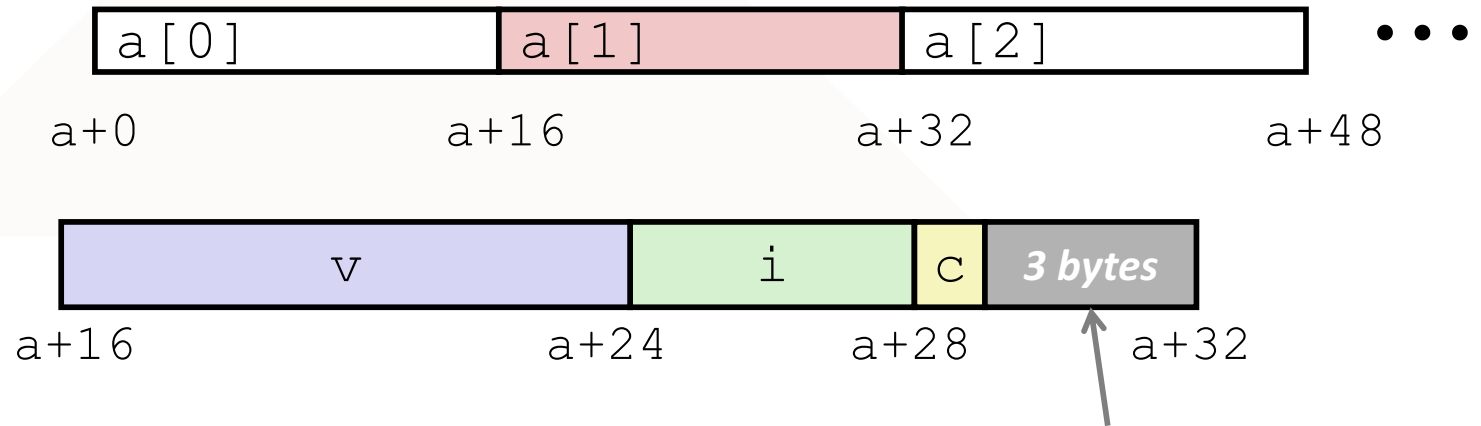 a[0] a[1] a[2] • • •
a+0 a+16 a+32 a+48
v i c 3 bytes
a+16 a+24 a+28 a+32